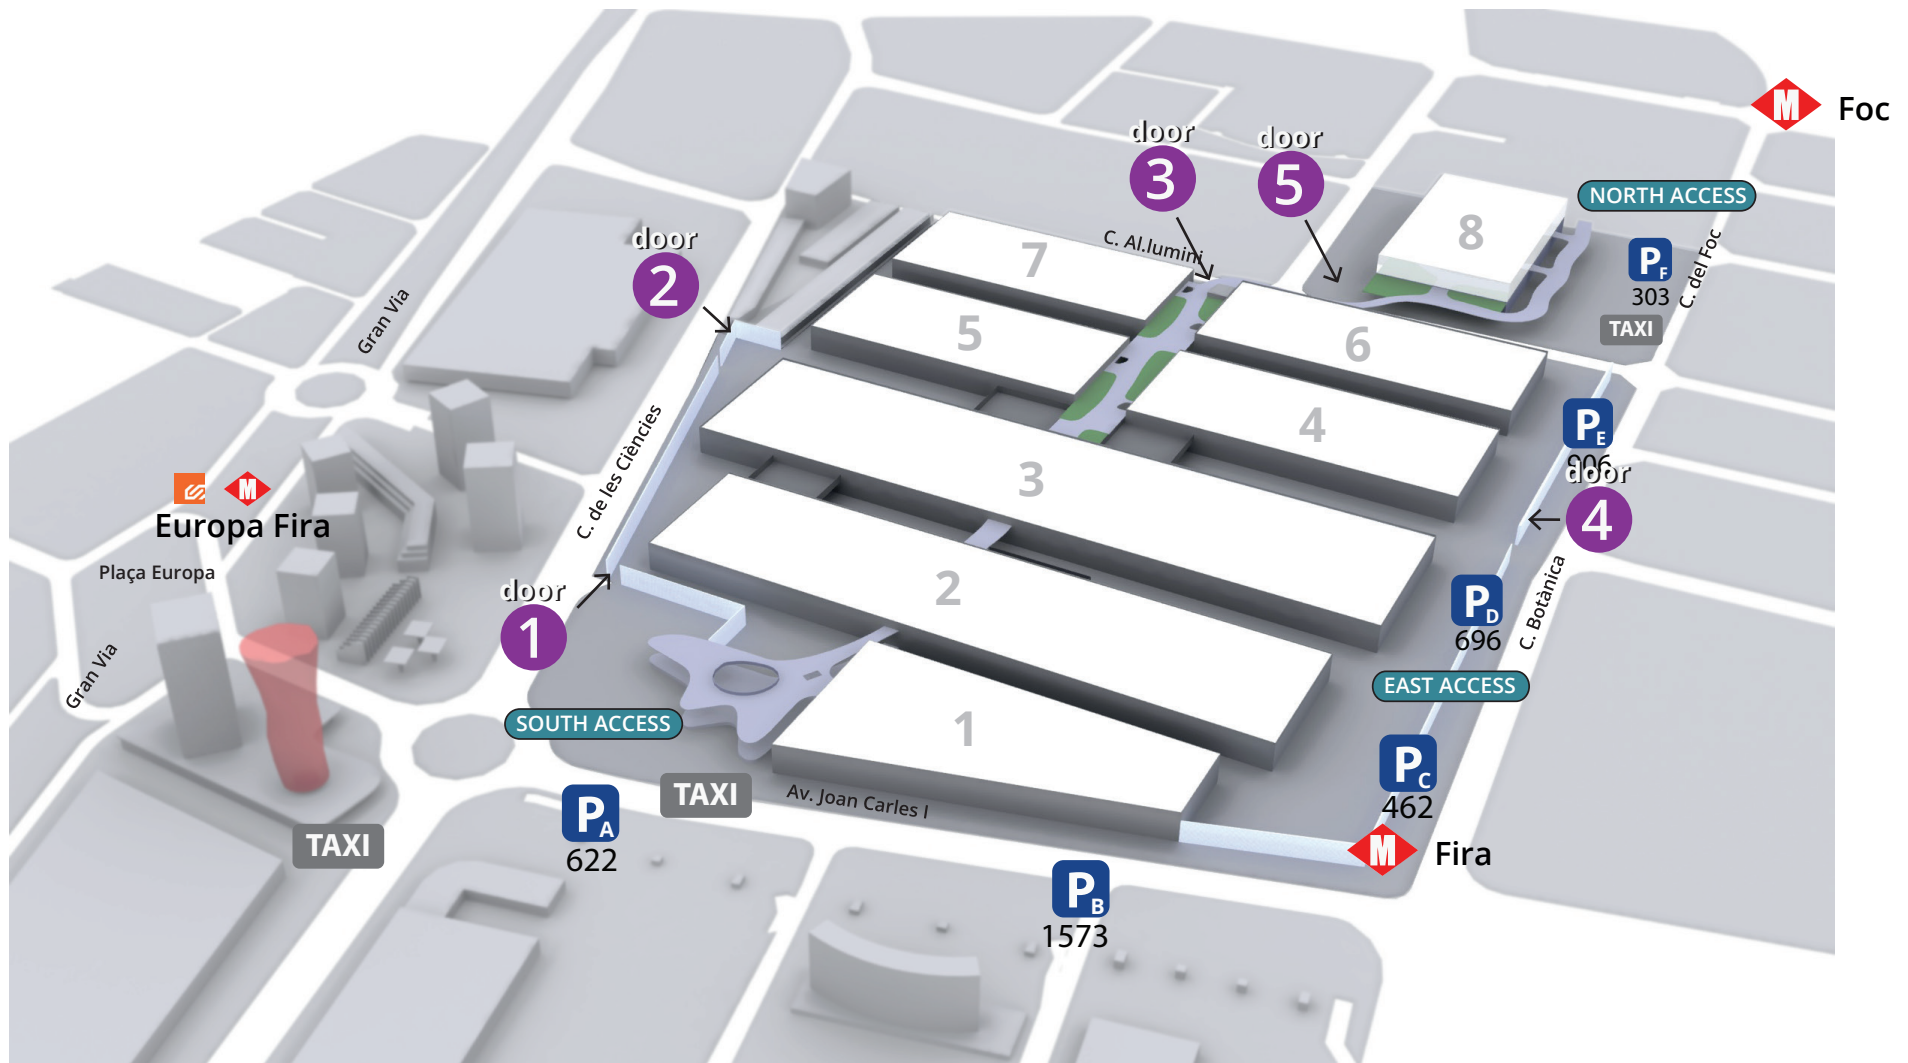 M Foc
door
3
door
5
NORTH ACCESS
8
door
2
7
C. Al.lumini
P F
303
C. del Foc
TAXI
Gran Via
5
6
C. de les Ciències
4
P E
906
door
4
3
M
Europa Fira
Plaça Europa
door
1
2
P D
696
C. Botànica
EAST ACCESS
Gran Via
SOUTH ACCESS
1
P C
462
TAXI
Av. Joan Carles I
P A
622
TAXI
M Fira
P B
1573